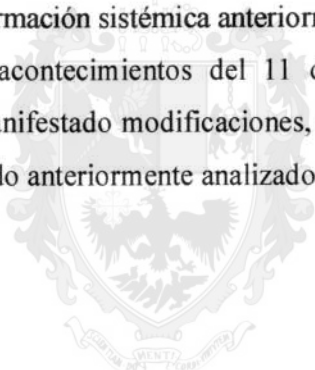 rmación sistémica anterior
acontecimientos del 11
nifestado modificaciones,
lo anteriormente analizado